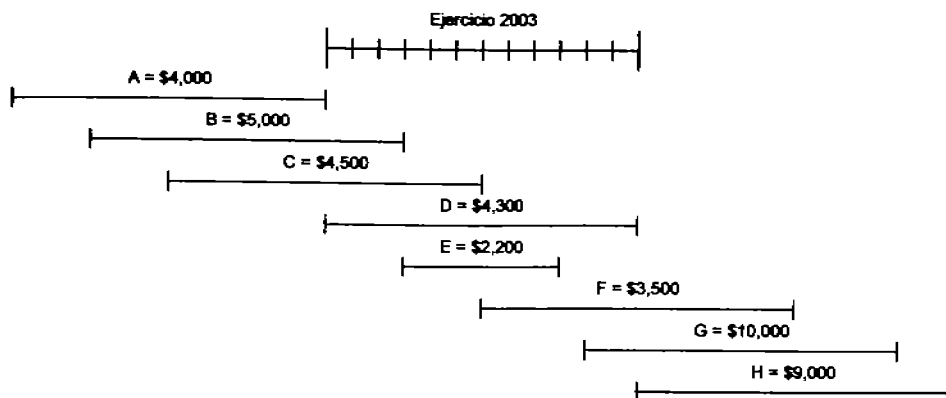 Ejercicio 2003
A = $4,000
B = $5,000
C = $4,500
D = $4,300
E = $2,200
F = $3,500
G = $10,000
H = $9,000